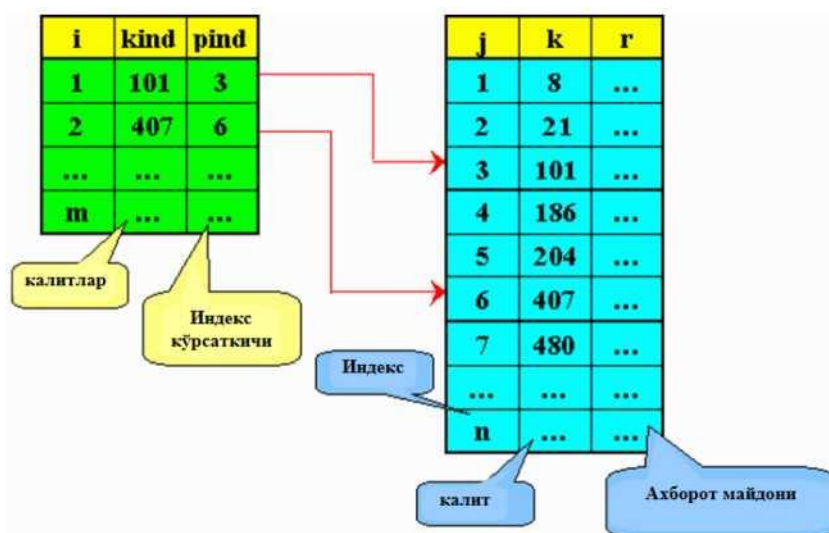 i kind pind
1 101 3
2 407 6
... ... ...
m ... ...
калитлар
Индекс
кўрсаткичи
j k r
1 8 ...
2 21 ...
3 101 ...
4 186 ...
5 204 ...
6 407 ...
7 480 ...
... ... ...
n ... ...
Индекс
калит
Ахборот майдони